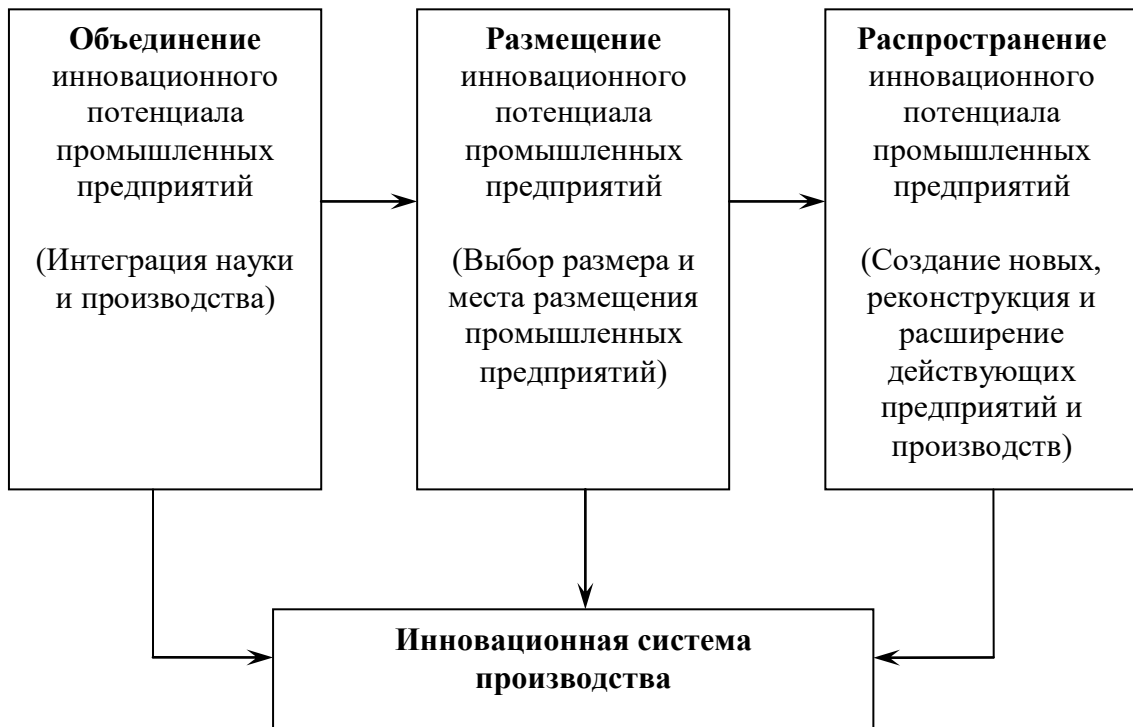 Объединение
инновационного
потенциала
промышленных
предприятий
(Интеграция науки
и производства)
Размещение
инновационного
потенциала
промышленных
предприятий
(Выбор размера и
места размещения
промышленных
предприятий)
Распространение
инновационного
потенциала
промышленных
предприятий
(Создание новых,
реконструкция и
расширение
действующих
предприятий и
производств)
Инновационная система
производства